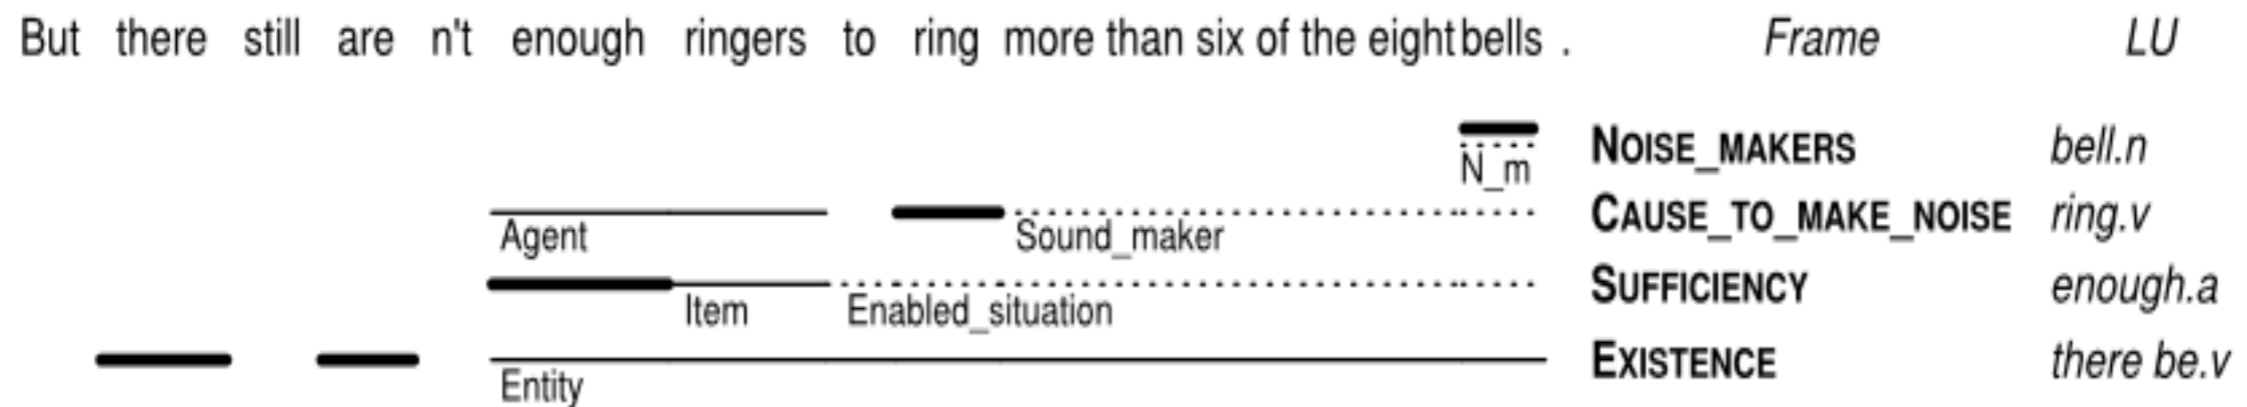 But there still are n't enough ringers to ring more than six of the eight bells . Frame LU
NOISE_MAKERS bell.n
N_m
CAUSE_TO_MAKE_NOISE ring.v
Agent Sound_maker
SUFFICIENCY enough.a
Item Enabled_situation
EXISTENCE there be.v
Entity